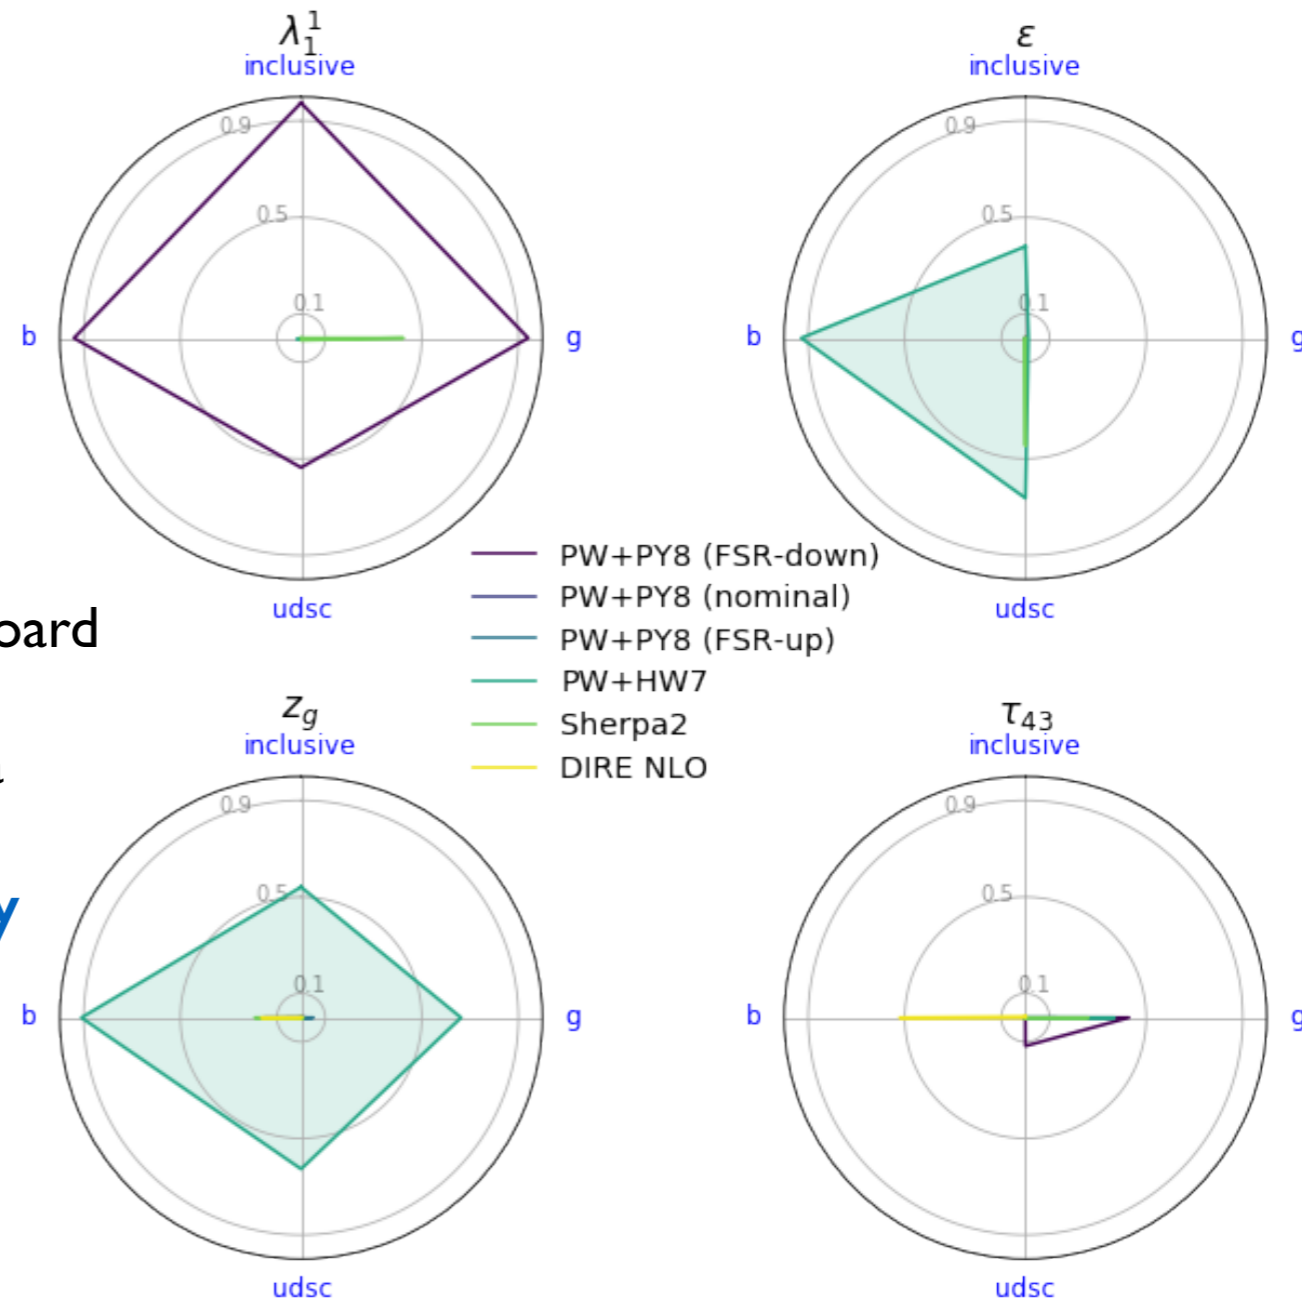 λ₁¹
inclusive
0.9
0.5
0.1
b
g
udsc
ε
inclusive
0.9
0.5
0.1
b
g
udsc
PW+PY8 (FSR-down)
PW+PY8 (nominal)
PW+PY8 (FSR-up)
PW+HW7
Sherpa2
DIRE NLO
oard
y
z_g
inclusive
0.9
0.5
0.1
b
g
udsc
τ₄₃
inclusive
0.9
0.5
0.1
b
g
udsc